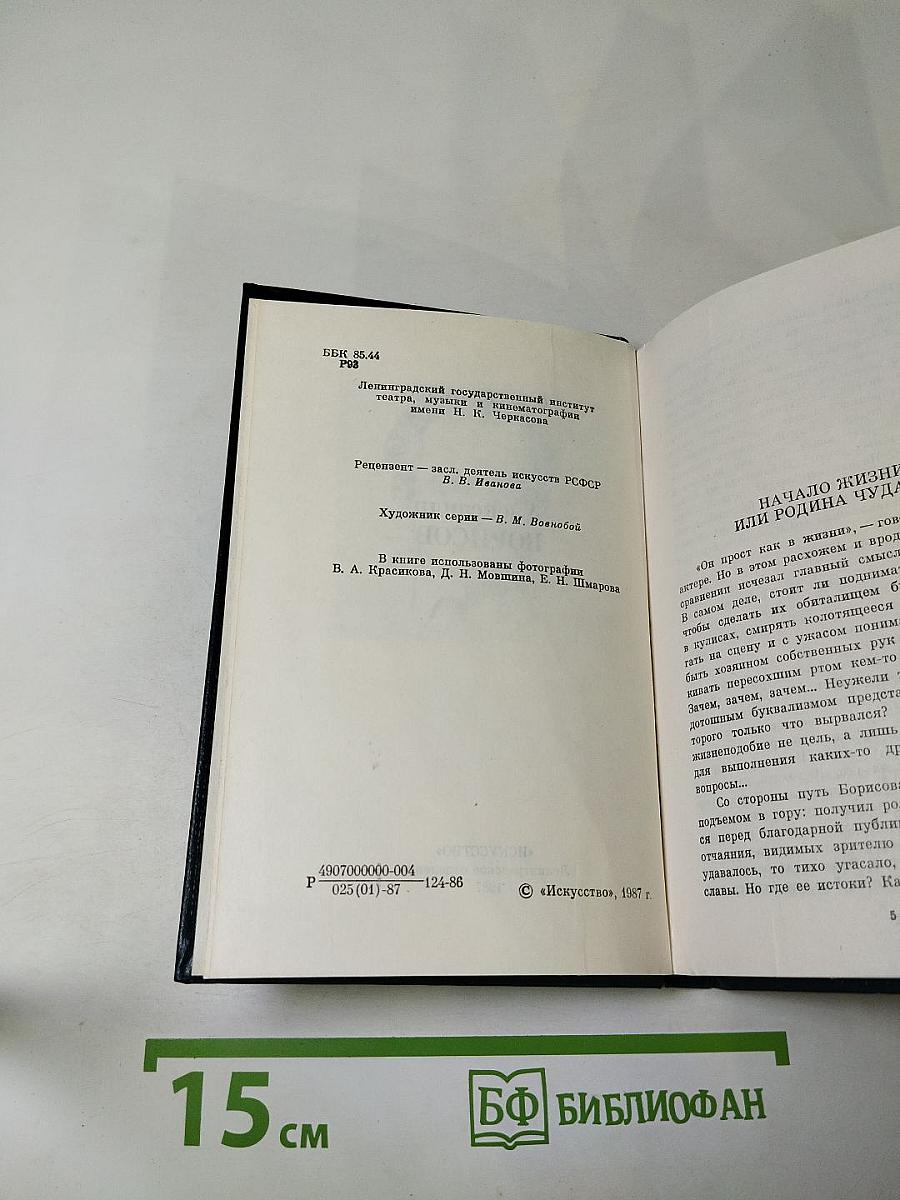 ББК 85.44
Р93
Ленинградский государственный институт
театра, музыки и кинематографии
имени Н. К. Черкасова
Рецензент — засл. деятель искусств РСФСР
В. В. Иванова
Художник серии — В. М. Вовнобой
В книге использованы фотографии
В. А. Красикова, Д. Н. Мовшина, Е. Н. Шмарова
Р 4907000000-004
025(01)-87
-124-86
© «Искусство», 1987 г.
НАЧАЛО ЖИЗНИ
ИЛИ РОДИНА ЧУДА
«Он прост как в жизни», — гов
актере. Но в этом расхожем и врод
сравнении исчезал главный смысл
В самом деле, стоит ли поднимат
чтобы сделать их обиталищем б
в кулисах, смирять колотящееся
гать на сцену и с ужасом понима
быть хозяином собственных рук
кивать пересохшим ртом кем-то
Зачем, зачем, зачем... Неужели т
дотошным буквализмом предста
торого только что вырвался?
жизнеподобие не цель, а лишь
для выполнения каких-то др
вопросы...
Со стороны путь Борисова
подъемом в гору: получил рол
ся перед благодарной публи
отчаяния, видимых зрителю
удавалось, то тихо угасало,
славы. Но где ее истоки? Ка
5
15 см
БФ БИБЛИОФАН